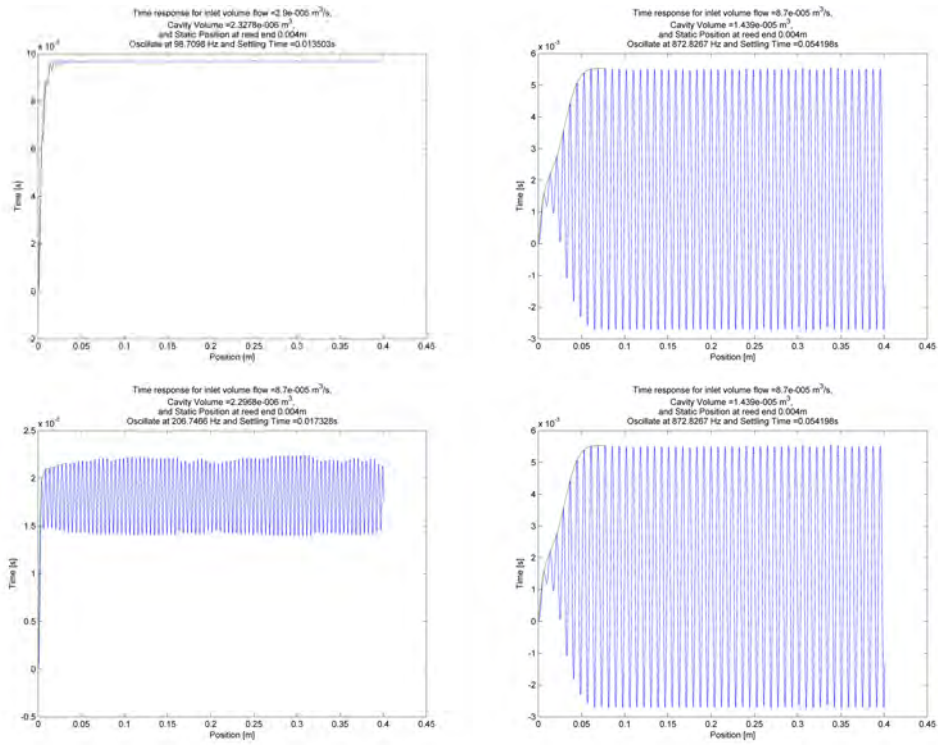 Time response for inlet volume flow =2.9e-005 m³/s,
Cavity Volume =2.3278e-006 m³,
and Static Position at reed end 0.004m
Oscillate at 98.7098 Hz and Settling Time =0.013503s
10
8
6
4
2
0
-2
Time [s]
0 0.05 0.1 0.15 0.2 0.25 0.3 0.35 0.4 0.45
Position [m]
Time response for inlet volume flow =8.7e-005 m³/s,
Cavity Volume =1.439e-005 m³,
and Static Position at reed end 0.004m
Oscillate at 872.8267 Hz and Settling Time =0.054198s
x 10⁻³
6
5
4
3
2
1
0
-1
-2
-3
Time [s]
0 0.05 0.1 0.15 0.2 0.25 0.3 0.35 0.4 0.45
Position [m]
Time response for inlet volume flow =8.7e-005 m³/s,
Cavity Volume =2.2968e-006 m³,
and Static Position at reed end 0.004m
Oscillate at 206.7466 Hz and Settling Time =0.017328s
2.5
2
1.5
1
0.5
0
-0.5
Time [s]
0 0.05 0.1 0.15 0.2 0.25 0.3 0.35 0.4 0.45
Position [m]
Time response for inlet volume flow =8.7e-005 m³/s,
Cavity Volume =1.439e-005 m³,
and Static Position at reed end 0.004m
Oscillate at 872.8267 Hz and Settling Time =0.054198s
x 10⁻³
6
5
4
3
2
1
0
-1
-2
-3
Time [s]
0 0.05 0.1 0.15 0.2 0.25 0.3 0.35 0.4 0.45
Position [m]